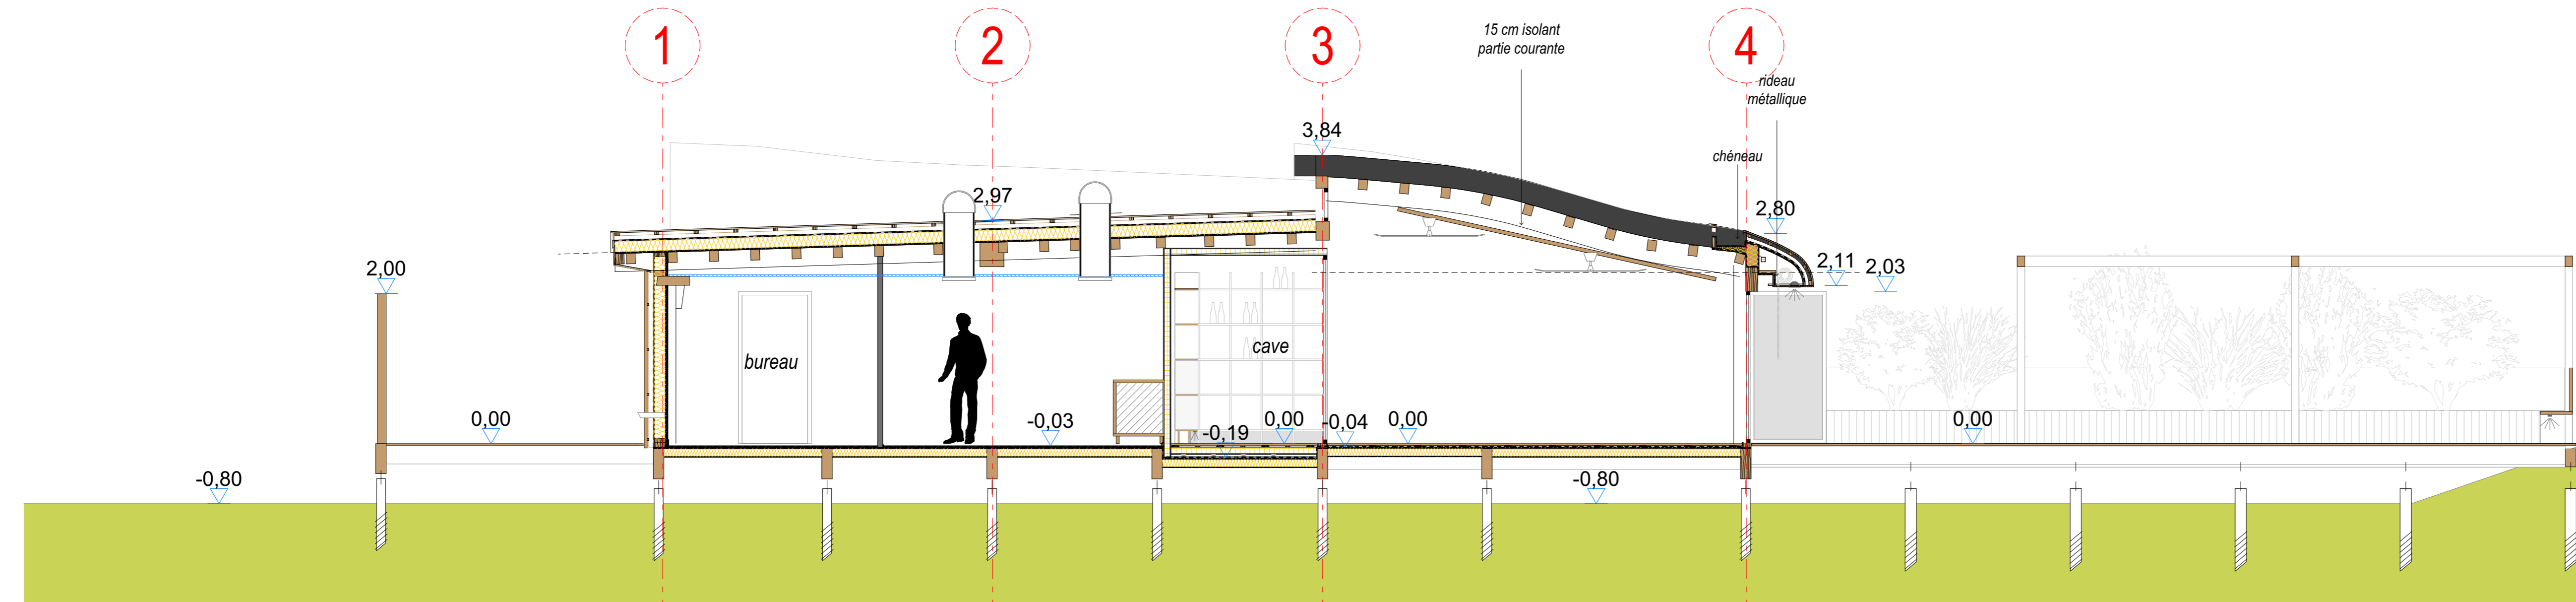 1
2
3
4
15 cm isolant
partie courante
rideau
métallique
3,84
chéneau
2,97
2,80
2,00
2,11
2,03
bureau
cave
0,00
-0,03
-0,19
0,00
-0,04
0,00
0,00
-0,80
-0,80